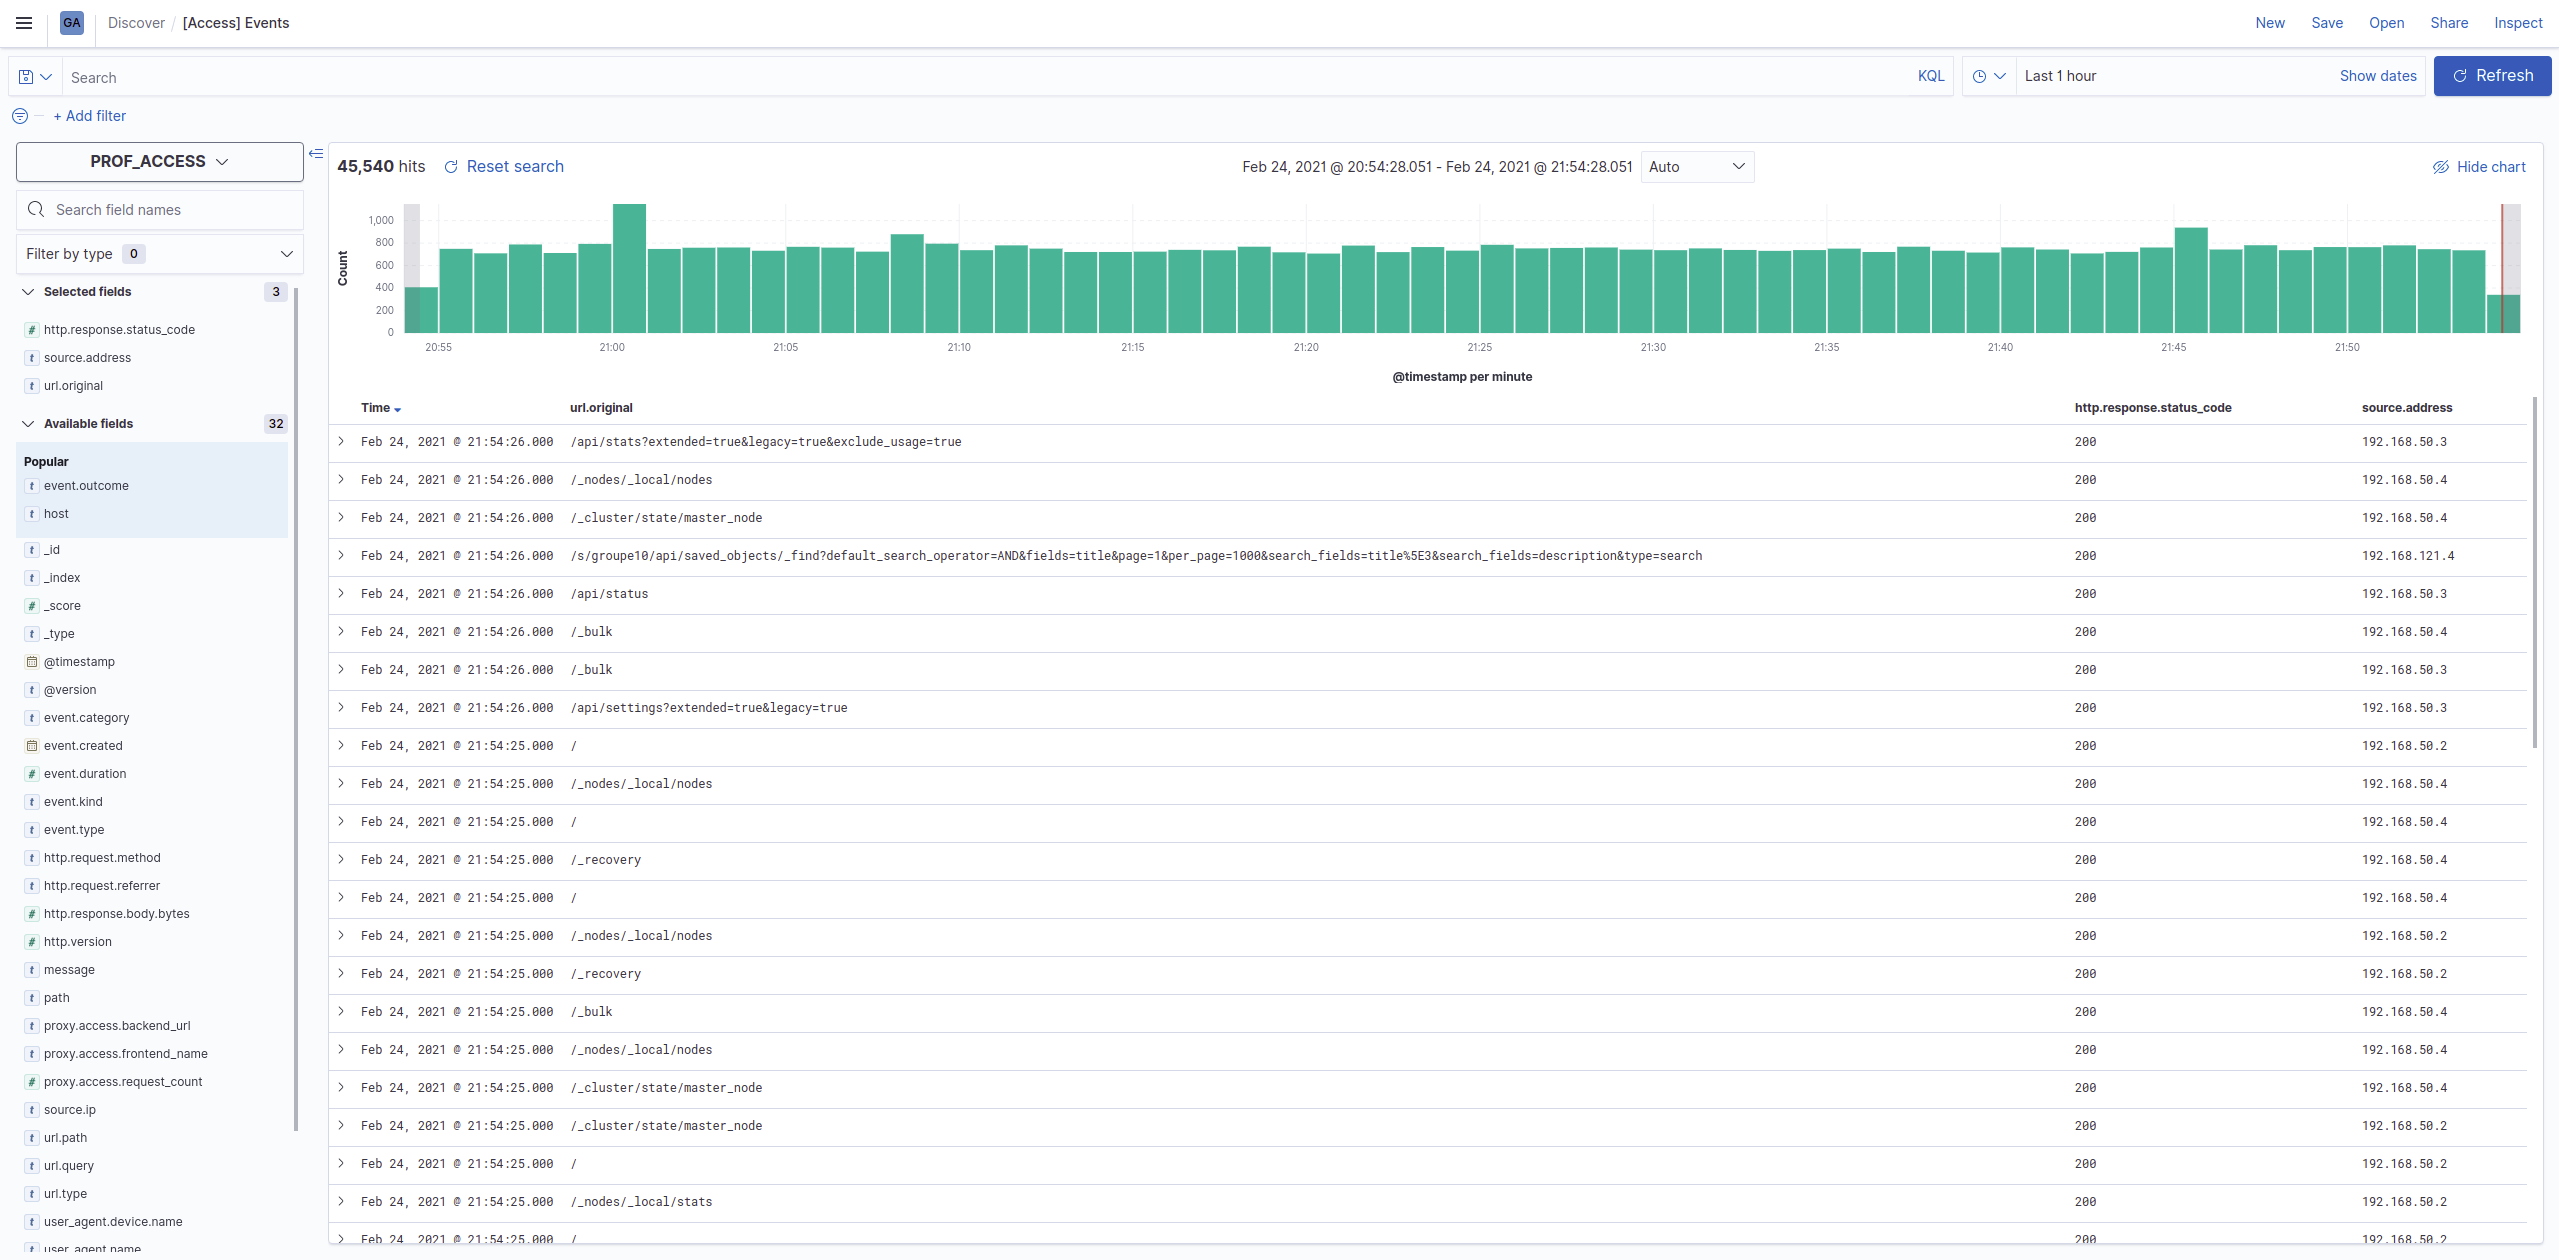 GA Discover / [Access] Events New Save Open Share Inspect
Search KQL Last 1 hour Show dates Refresh
+ Add filter
PROF_ACCESS
Search field names
Filter by type 0
Selected fields 3
# http.response.status_code
t source.address
t url.original
Available fields 32
Popular
t event.outcome
t host
t _id
t _index
# _score
t _type
@timestamp
t @version
t event.category
event.created
# event.duration
t event.kind
t event.type
t http.request.method
t http.request.referrer
# http.response.body.bytes
# http.version
t message
t path
t proxy.access.backend_url
t proxy.access.frontend_name
# proxy.access.request_count
t source.ip
t url.path
t url.query
t url.type
t user_agent.device.name
t user_agent.name
45,540 hits Reset search Feb 24, 2021 @ 20:54:28.051 - Feb 24, 2021 @ 21:54:28.051 Auto Hide chart
Count
1,000
800
600
400
200
0
20:55 21:00 21:05 21:10 21:15 21:20 21:25 21:30 21:35 21:40 21:45 21:50
@timestamp per minute
Time url.original http.response.status_code source.address
Feb 24, 2021 @ 21:54:26.000 /api/stats?extended=true&legacy=true&exclude_usage=true 200 192.168.50.3
Feb 24, 2021 @ 21:54:26.000 /_nodes/_local/nodes 200 192.168.50.4
Feb 24, 2021 @ 21:54:26.000 /_cluster/state/master_node 200 192.168.50.4
Feb 24, 2021 @ 21:54:26.000 /s/groupe10/api/saved_objects/_find?default_search_operator=AND&fields=title&page=1&per_page=1000&search_fields=title%5E3&search_fields=description&type=search 200 192.168.121.4
Feb 24, 2021 @ 21:54:26.000 /api/status 200 192.168.50.3
Feb 24, 2021 @ 21:54:26.000 /_bulk 200 192.168.50.4
Feb 24, 2021 @ 21:54:26.000 /_bulk 200 192.168.50.3
Feb 24, 2021 @ 21:54:26.000 /api/settings?extended=true&legacy=true 200 192.168.50.3
Feb 24, 2021 @ 21:54:25.000 / 200 192.168.50.2
Feb 24, 2021 @ 21:54:25.000 /_nodes/_local/nodes 200 192.168.50.4
Feb 24, 2021 @ 21:54:25.000 / 200 192.168.50.4
Feb 24, 2021 @ 21:54:25.000 /_recovery 200 192.168.50.4
Feb 24, 2021 @ 21:54:25.000 / 200 192.168.50.4
Feb 24, 2021 @ 21:54:25.000 /_nodes/_local/nodes 200 192.168.50.2
Feb 24, 2021 @ 21:54:25.000 /_recovery 200 192.168.50.2
Feb 24, 2021 @ 21:54:25.000 /_bulk 200 192.168.50.4
Feb 24, 2021 @ 21:54:25.000 /_nodes/_local/nodes 200 192.168.50.4
Feb 24, 2021 @ 21:54:25.000 /_cluster/state/master_node 200 192.168.50.4
Feb 24, 2021 @ 21:54:25.000 /_cluster/state/master_node 200 192.168.50.2
Feb 24, 2021 @ 21:54:25.000 / 200 192.168.50.2
Feb 24, 2021 @ 21:54:25.000 /_nodes/_local/stats 200 192.168.50.2
Feb 24, 2021 @ 21:54:25.000 / 200 192.168.50.2